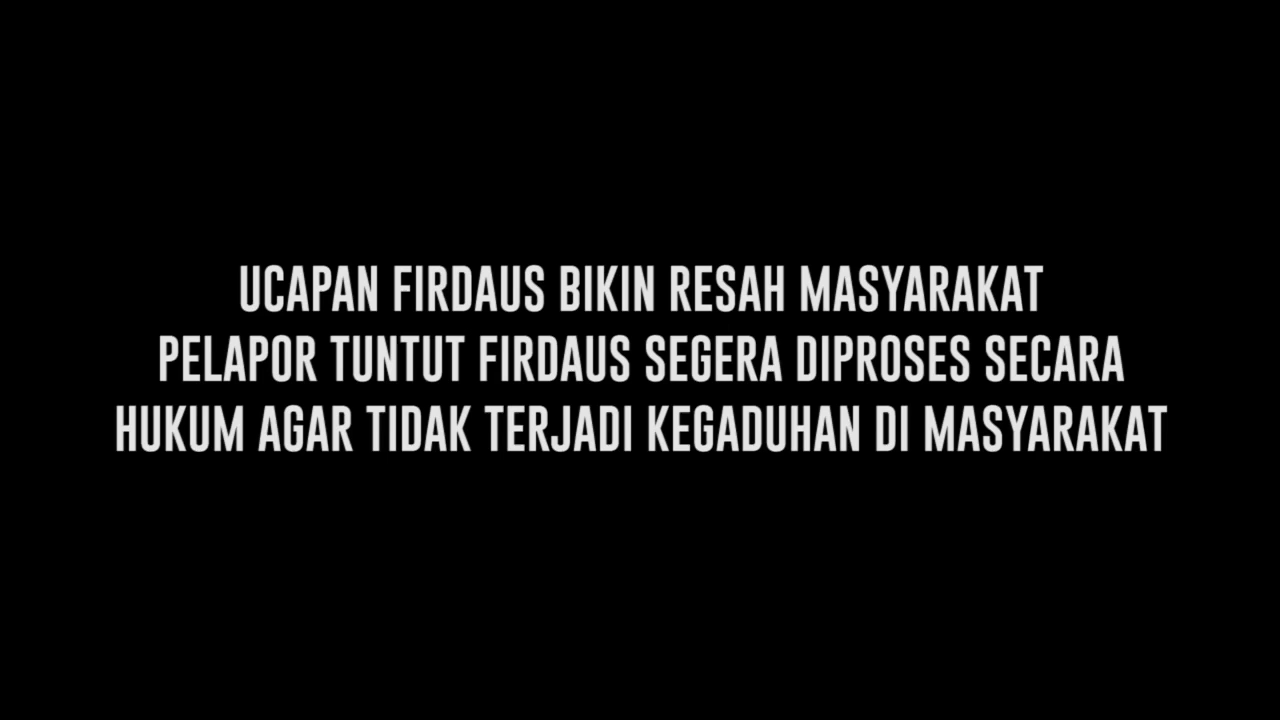 UCAPAN FIRDAUS BIKIN RESAH MASYARAKAT
PELAPOR TUNTUT FIRDAUS SEGERA DIPROSES SECARA
HUKUM AGAR TIDAK TERJADI KEGADUHAN DI MASYARAKAT